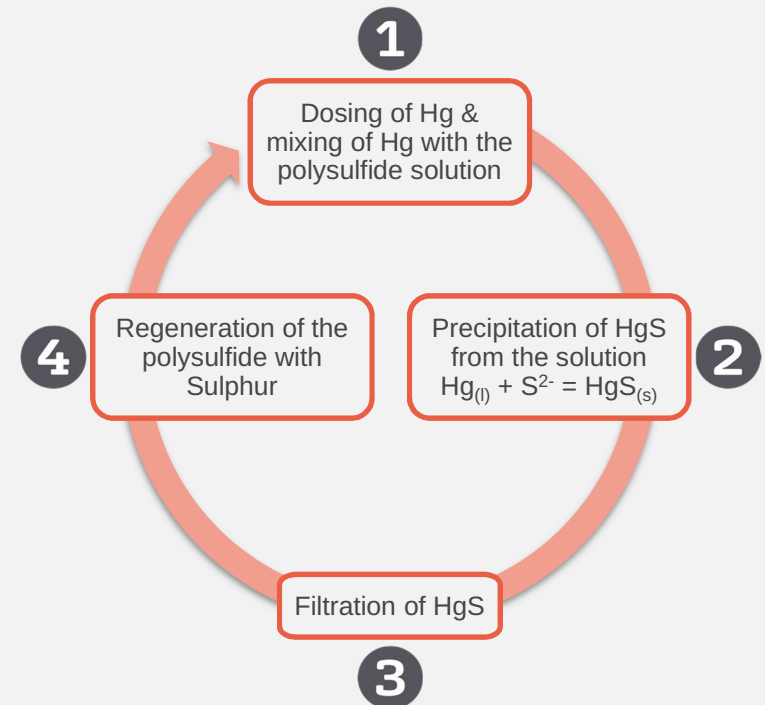 1
Dosing of Hg &
mixing of Hg with the
polysulfide solution
2
Precipitation of HgS
from the solution
Hg(l) + S2- = HgS(s)
3
Filtration of HgS
4
Regeneration of the
polysulfide with
Sulphur